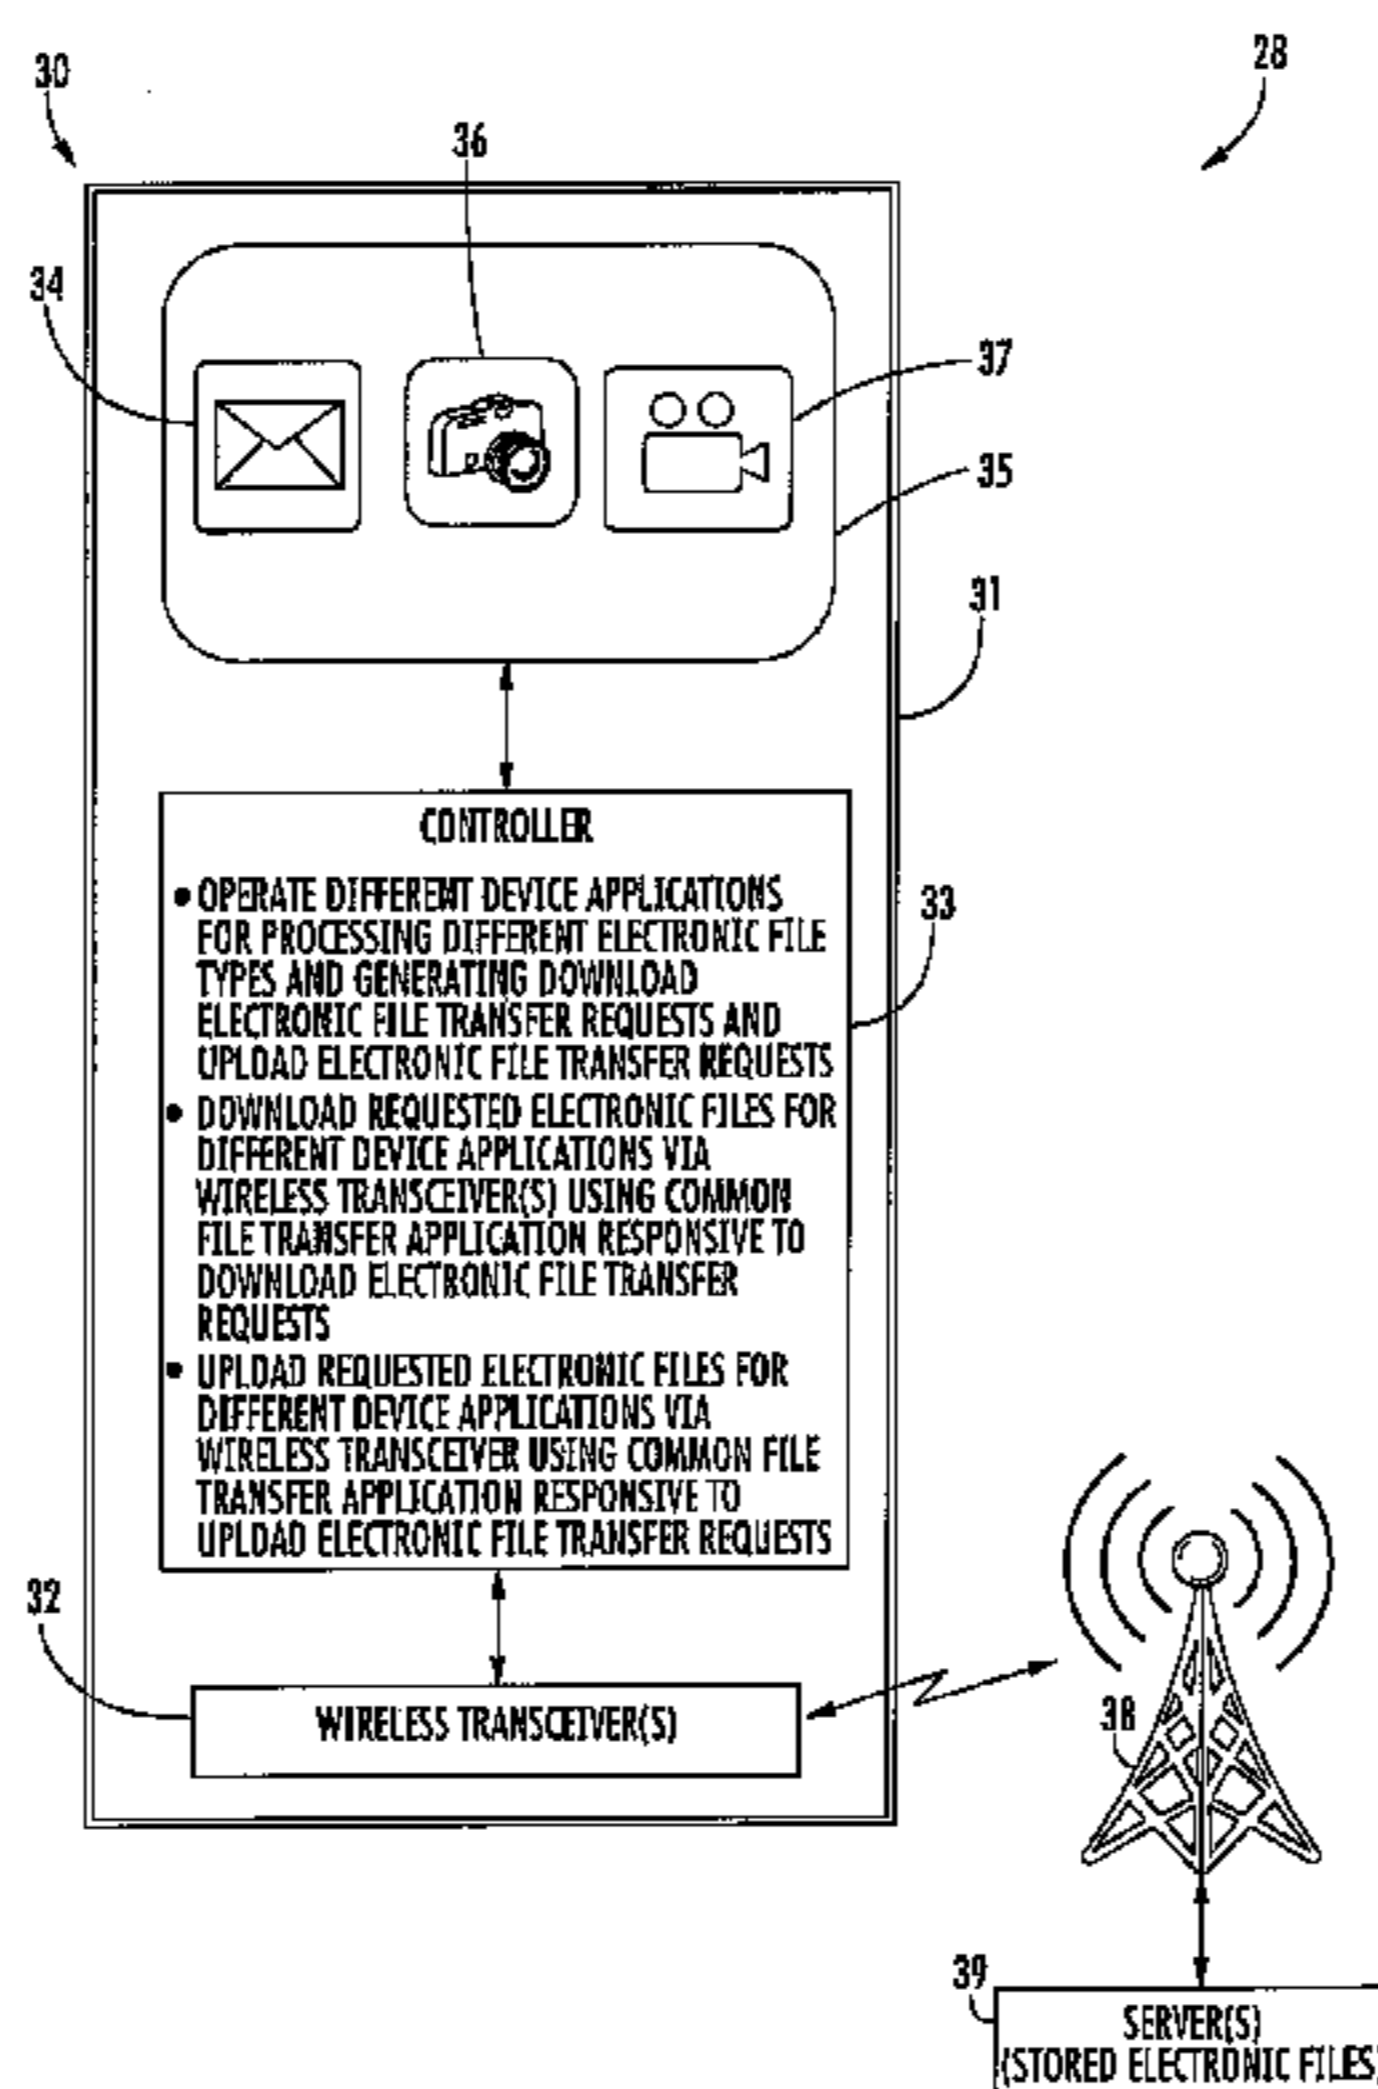 30
28
36
34
37
35
31
CONTROLLER
• OPERATE DIFFERENT DEVICE APPLICATIONS
FOR PROCESSING DIFFERENT ELECTRONIC FILE
TYPES AND GENERATING DOWNLOAD
ELECTRONIC FILE TRANSFER REQUESTS AND
UPLOAD ELECTRONIC FILE TRANSFER REQUESTS
33
• DOWNLOAD REQUESTED ELECTRONIC FILES FOR
DIFFERENT DEVICE APPLICATIONS VIA
WIRELESS TRANSCEIVER(S) USING COMMON
FILE TRANSFER APPLICATION RESPONSIVE TO
DOWNLOAD ELECTRONIC FILE TRANSFER
REQUESTS
• UPLOAD REQUESTED ELECTRONIC FILES FOR
DIFFERENT DEVICE APPLICATIONS VIA
WIRELESS TRANSCEIVER USING COMMON FILE
TRANSFER APPLICATION RESPONSIVE TO
UPLOAD ELECTRONIC FILE TRANSFER REQUESTS
32
WIRELESS TRANSCEIVER(S)
38
39
SERVER(S)
(STORED ELECTRONIC FILES)